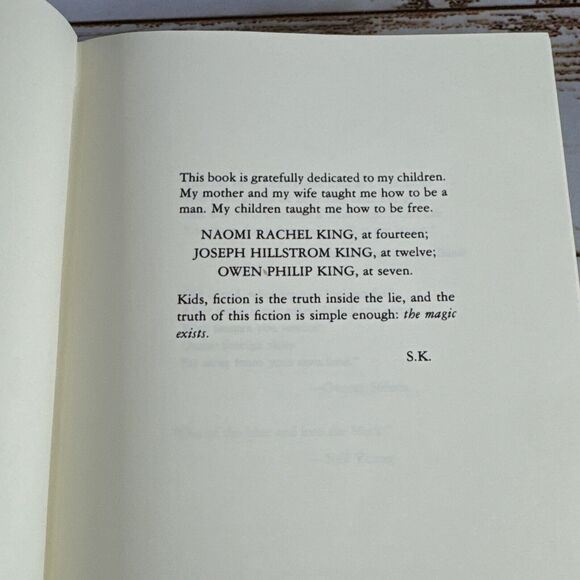 This book is gratefully dedicated to my children.
My mother and my wife taught me how to be a
man. My children taught me how to be free.
NAOMI RACHEL KING, at fourteen;
JOSEPH HILLSTROM KING, at twelve;
OWEN PHILIP KING, at seven.
Kids, fiction is the truth inside the lie, and the
truth of this fiction is simple enough: the magic
exists.
S.K.